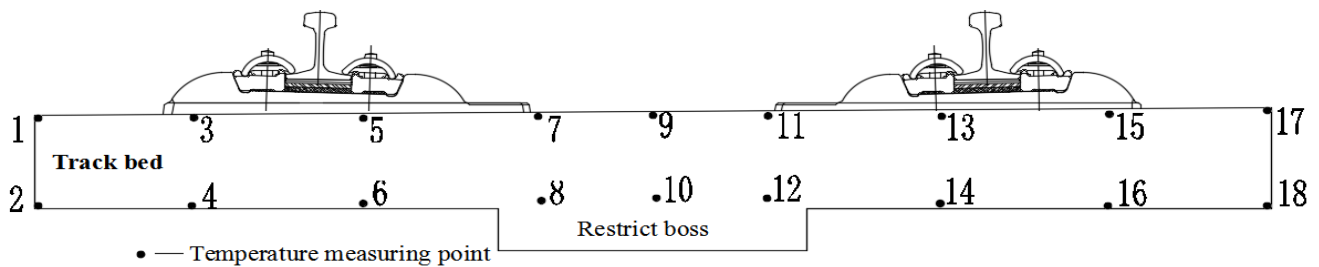 1 3 5 7 9 11 13 15 17
Track bed
2 4 6 8 10 12 14 16 18
Restrict boss
Temperature measuring point